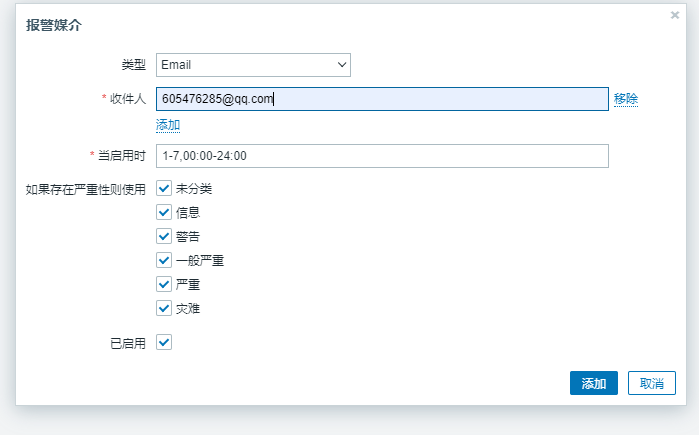 报警媒介
类型 Email
* 收件人 605476285@qq.com 移除
添加
* 当启用时 1-7,00:00-24:00
如果存在严重性则使用 未分类
信息
警告
一般严重
严重
灾难
已启用
添加 取消